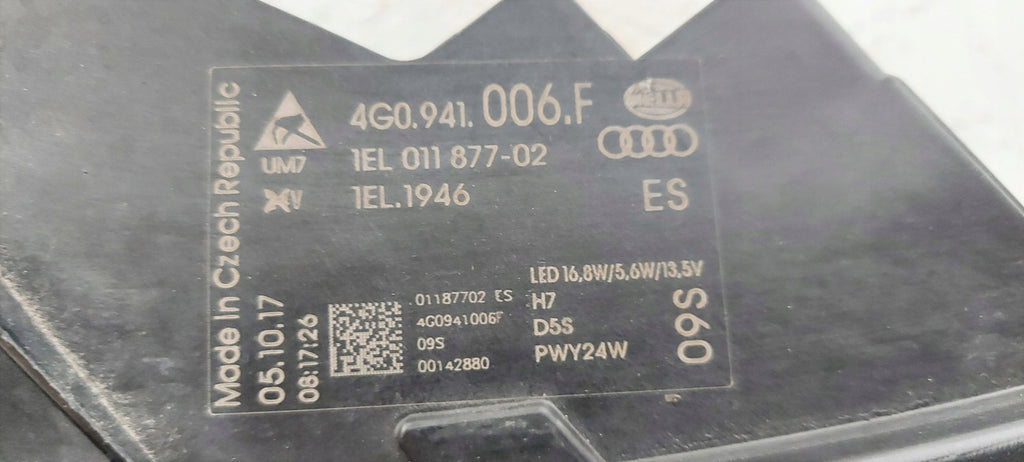 Made in Czech Republic
05.10.17
08:17:26
UM7
4G0.941.006.F
HELLA
1EL 011 877-02
1EL.1946
ES
LED 16,8W/5,6W/13,5V
H7
D5S
PWY24W
09S
01187702 ES
4G0941006F
09S
00142880